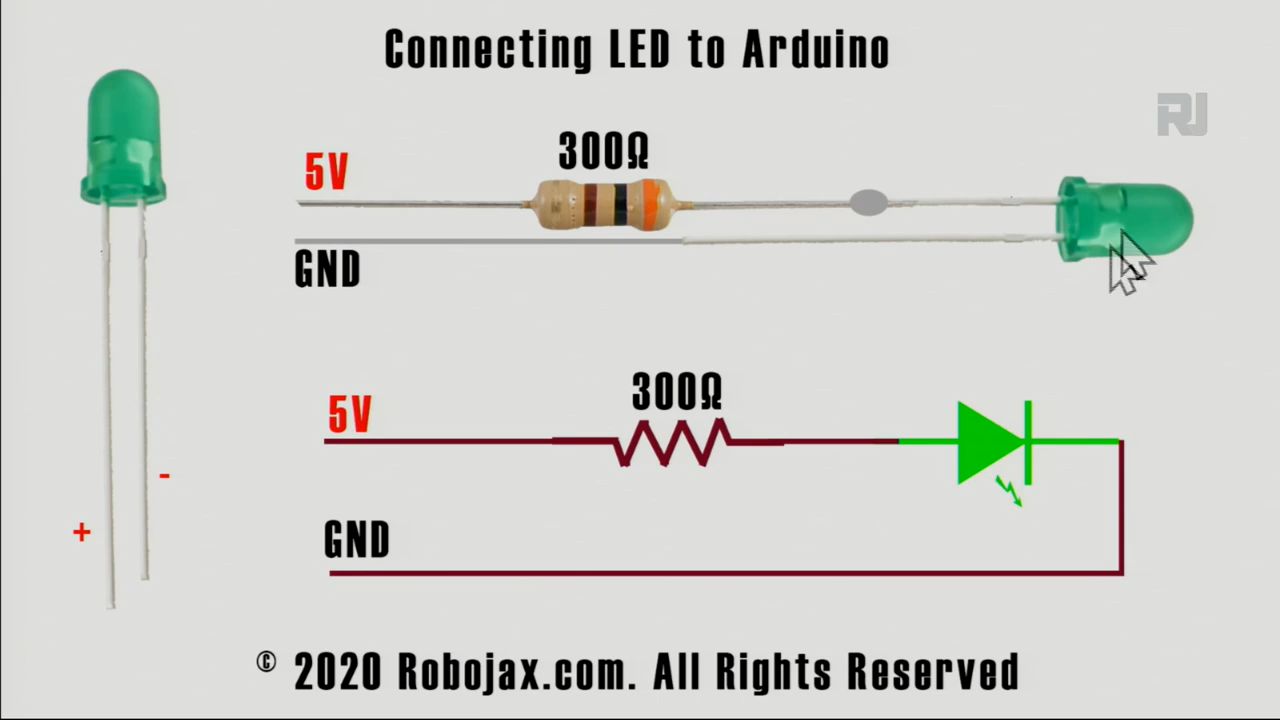 Connecting LED to Arduino
RJ
300Ω
5V
GND
300Ω
5V
-
+
GND
© 2020 Robojax.com. All Rights Reserved